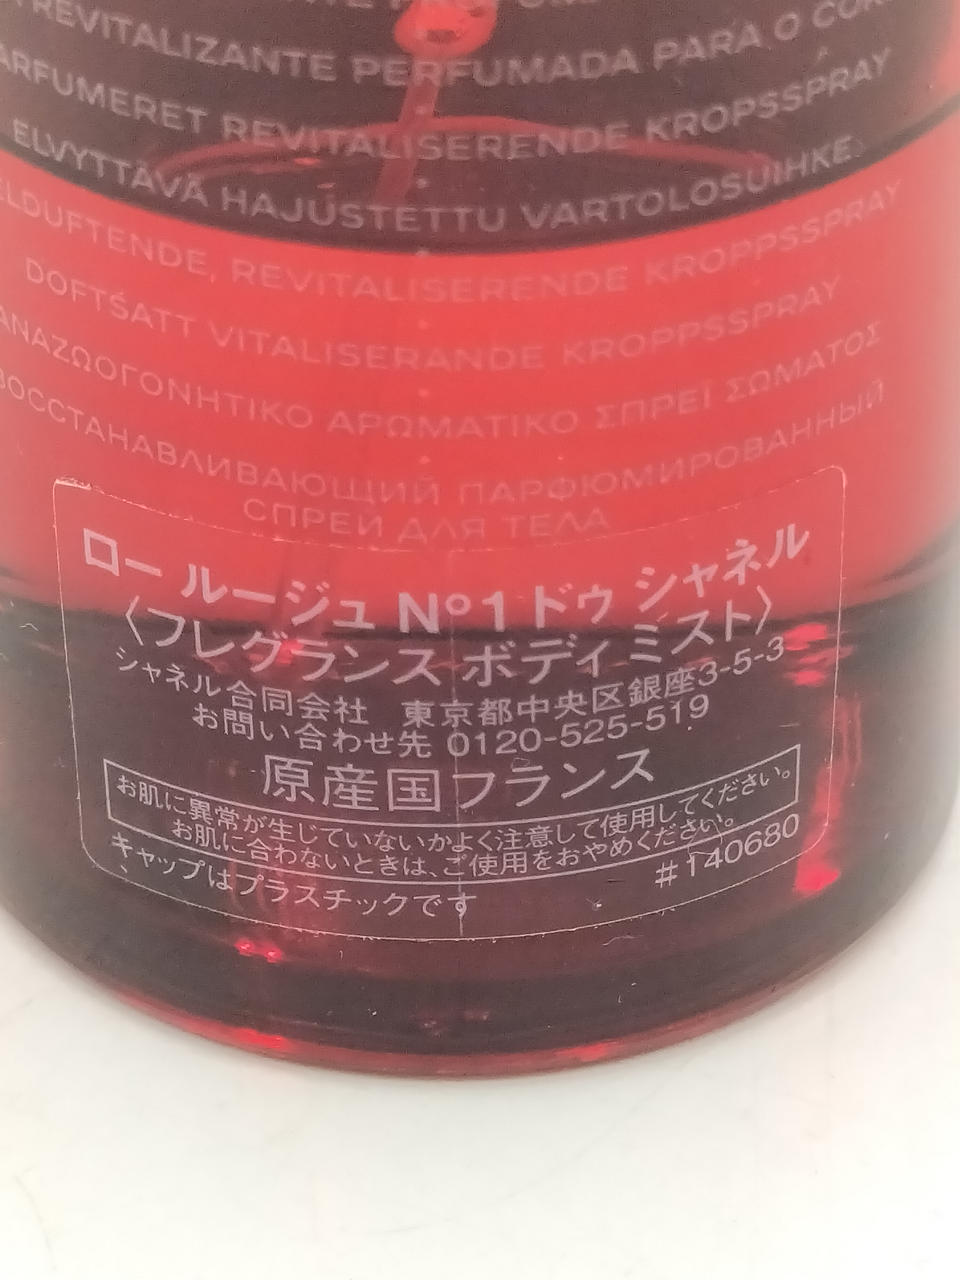 REVITALIZANTE PERFUMADA PARA O
REVITALISERENDE KROPSSPRAY
ELVYTTÄVÄ HAJUSTETTU VARTOLOSUIHKE
REVITALISERENDE KROPPSSPRAY
DOFTSATT VITALISERANDE KROPPSSPRAY
ΑΡΩΜΑΤΙΚΟ ΣΠΡΕΪ ΣΩΜΑΤΟΣ
ВОССТАНАВЛИВАЮЩИЙ ПАРФЮМИРОВАННЫЙ
СПРЕЙ ДЛЯ ТЕЛА
ロー ルージュ N°1 ドゥ シャネル
〈フレグランス ボディ ミスト〉
シャネル合同会社 東京都中央区銀座3-5-3
お問い合わせ先 0120-525-519
原産国フランス
お肌に異常が生じていないかよく注意して使用してください。
お肌に合わないときは、ご使用をおやめください。
キャップはプラスチックです
#140680